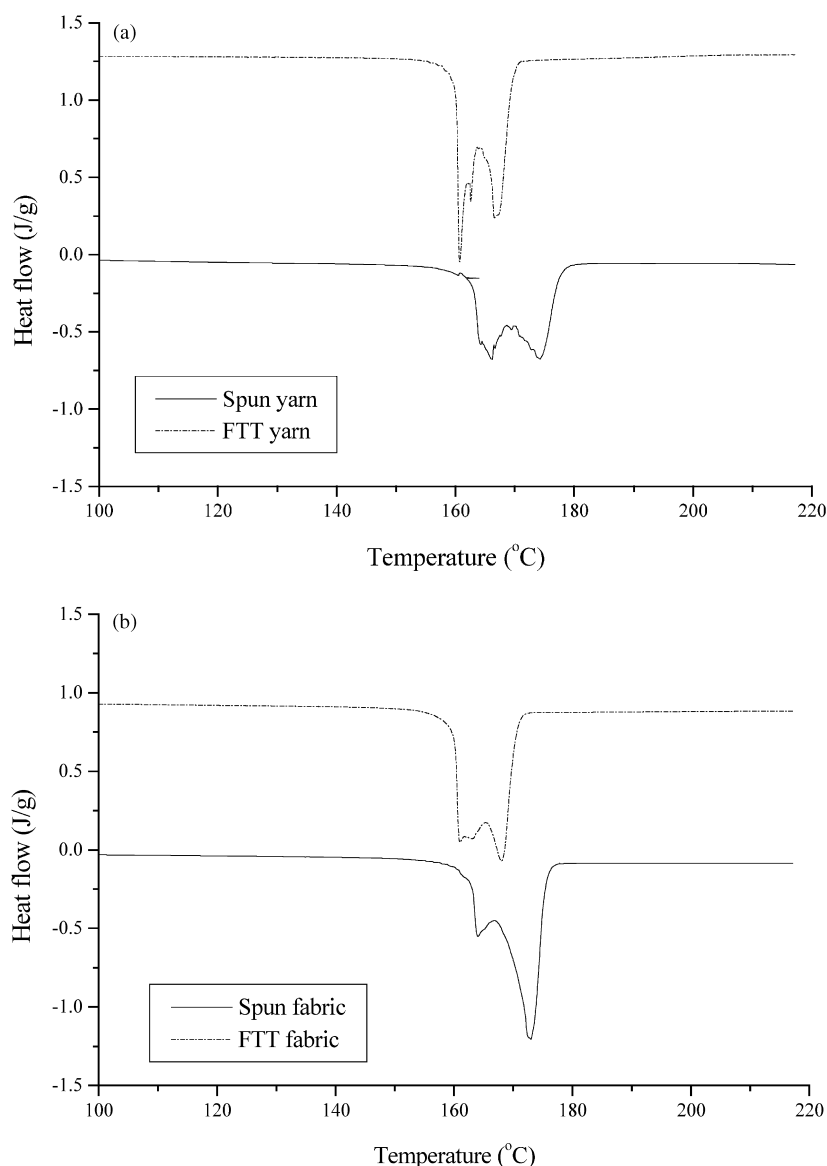 (a)
1.5
1.0
0.5
0.0
-0.5
-1.0
-1.5
Heat flow (J/g)
Spun yarn
FTT yarn
100 120 140 160 180 200 220
Temperature (°C)
(b)
1.5
1.0
0.5
0.0
-0.5
-1.0
-1.5
Heat flow (J/g)
Spun fabric
FTT fabric
100 120 140 160 180 200 220
Temperature (°C)